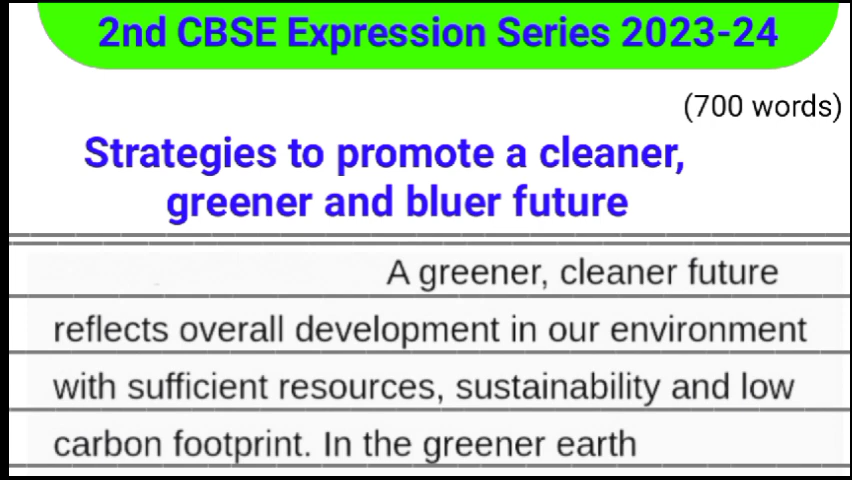 2nd CBSE Expression Series 2023-24
(700 words)
Strategies to promote a cleaner,
greener and bluer future
A greener, cleaner future
reflects overall development in our environment
with sufficient resources, sustainability and low
carbon footprint. In the greener earth